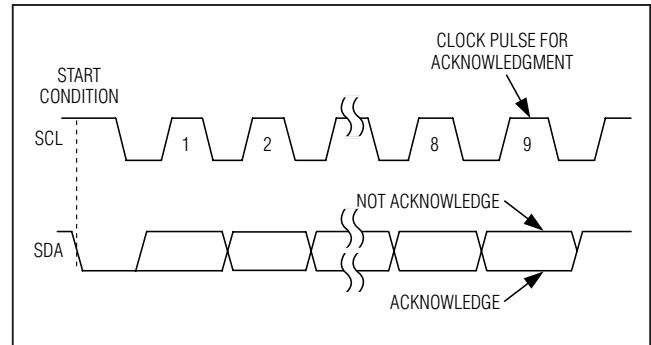 CLOCK PULSE FOR
ACKNOWLEDGMENT
START
CONDITION
SCL
1
2
8
9
NOT ACKNOWLEDGE
SDA
ACKNOWLEDGE